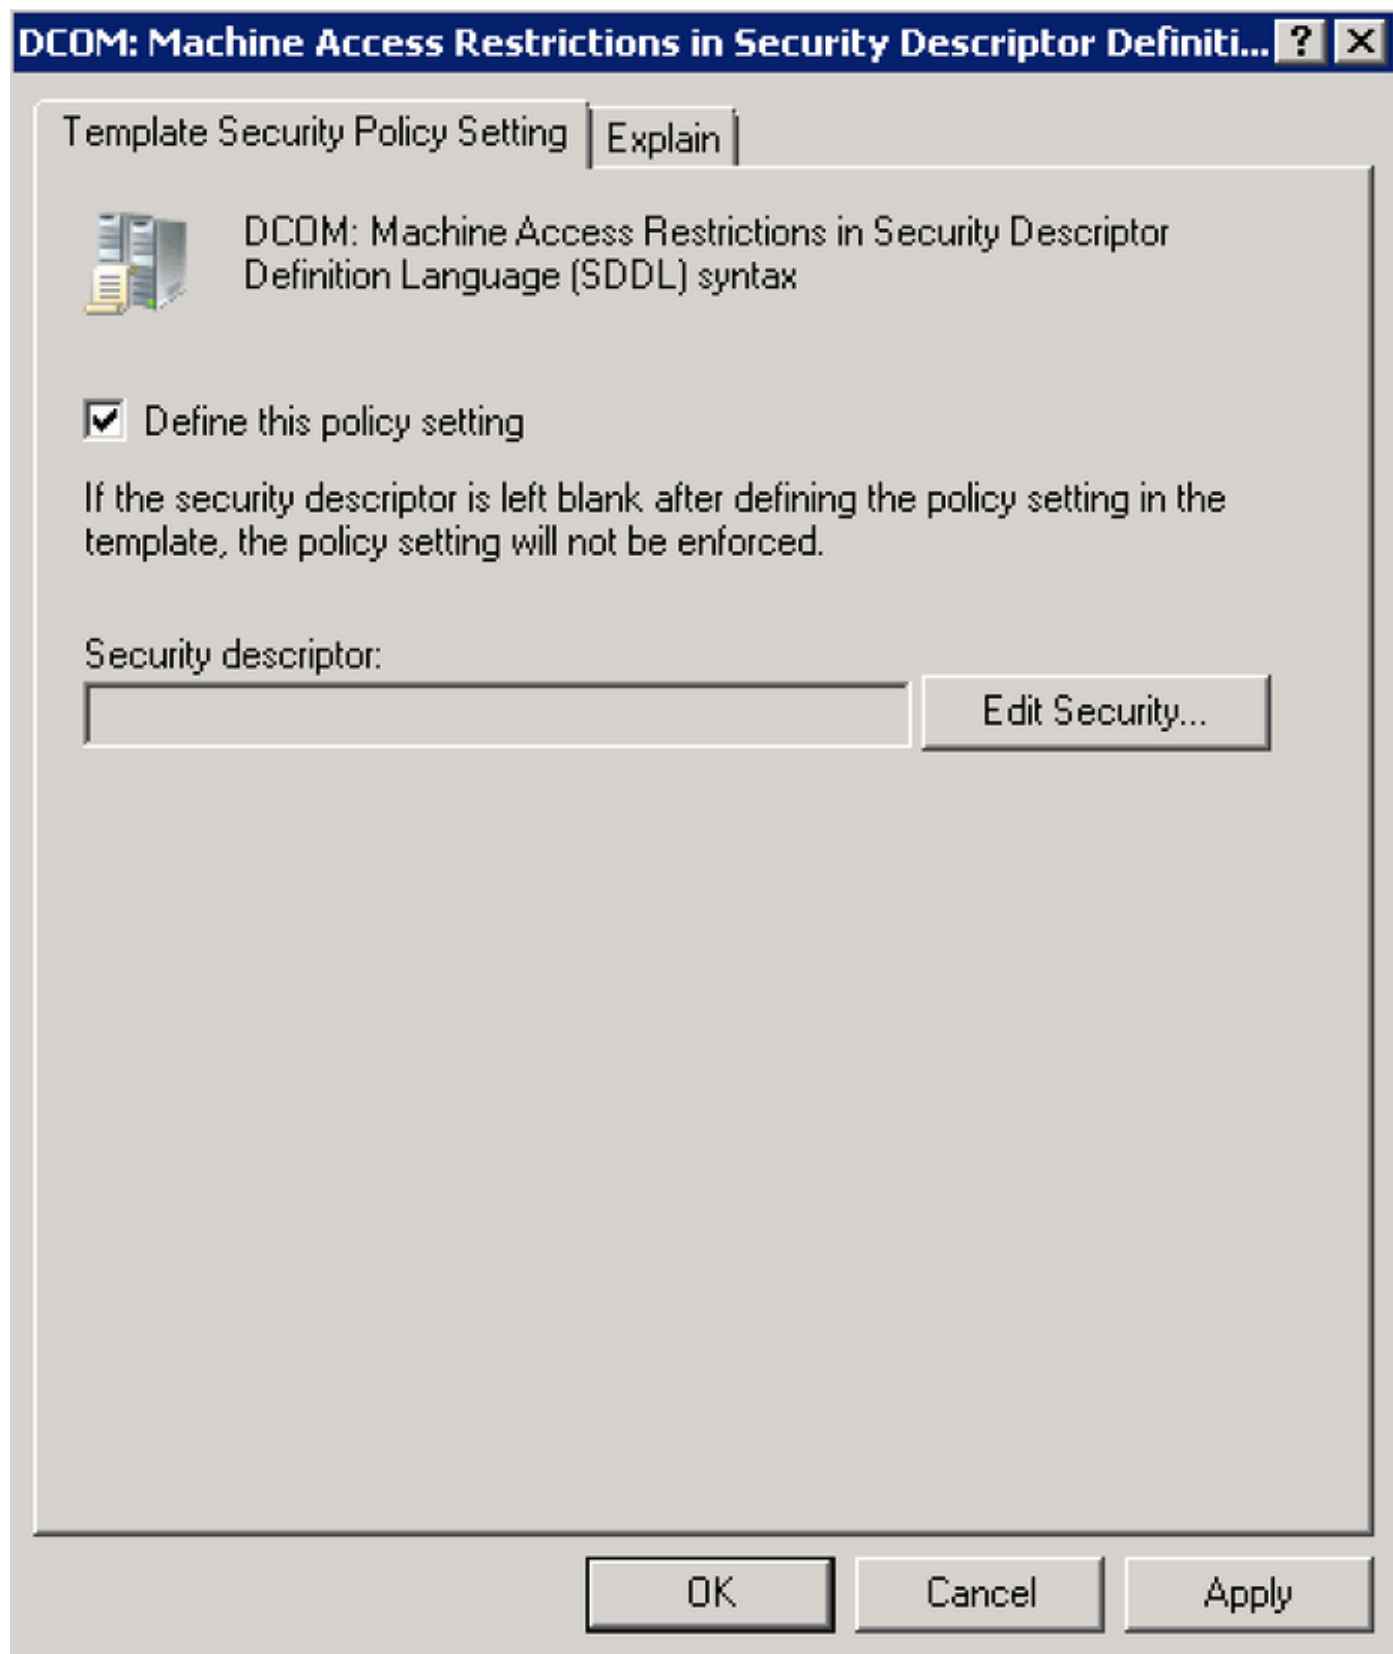 DCOM: Machine Access Restrictions in Security Descriptor Definiti...
Template Security Policy Setting
Explain
DCOM: Machine Access Restrictions in Security Descriptor
Definition Language (SDDL) syntax
Define this policy setting
If the security descriptor is left blank after defining the policy setting in the
template, the policy setting will not be enforced.
Security descriptor:
Edit Security...
OK
Cancel
Apply